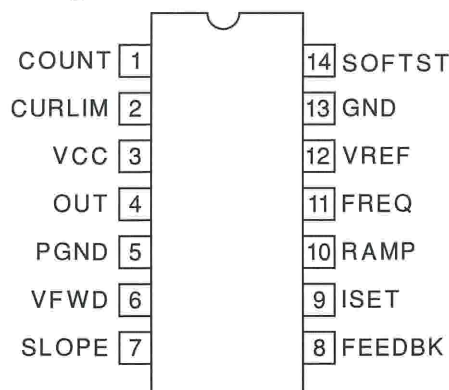 COUNT 1 14 SOFTST
CURLIM 2 13 GND
VCC 3 12 VREF
OUT 4 11 FREQ
PGND 5 10 RAMP
VFWD 6 9 ISET
SLOPE 7 8 FEEDBK